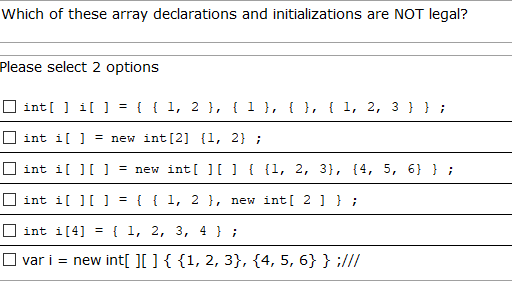 Which of these array declarations and initializations are NOT legal?
Please select 2 options
int[ ] i[ ] = { { 1, 2 }, { 1 }, { }, { 1, 2, 3 } } ;
int i[ ] = new int[2] {1, 2} ;
int i[ ][ ] = new int[ ][ ] { {1, 2, 3}, {4, 5, 6} } ;
int i[ ][ ] = { { 1, 2 }, new int[ 2 ] } ;
int i[4] = { 1, 2, 3, 4 } ;
var i = new int[ ][ ] { {1, 2, 3}, {4, 5, 6} } ;///